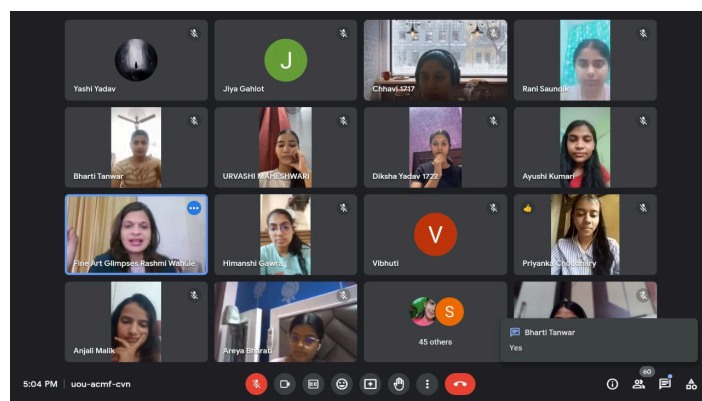 Yashi Yadav
J
Jiya Gahlot
Chhavi 1717
Rani Saundik
Bharti Tanwar
URVASHI MAHESHWARI
Diksha Yadav 1722
Ayushi Kumari
Fine Art Glimpses Rashmi Wahule
Himanshi Gawra
V
Vibhuti
Priyanka Choudhary
Anjali Malik
Areya Bharati
S
45 others
Bharti Tanwar
Yes
5:04 PM | uou-acmf-cvn
CC
60